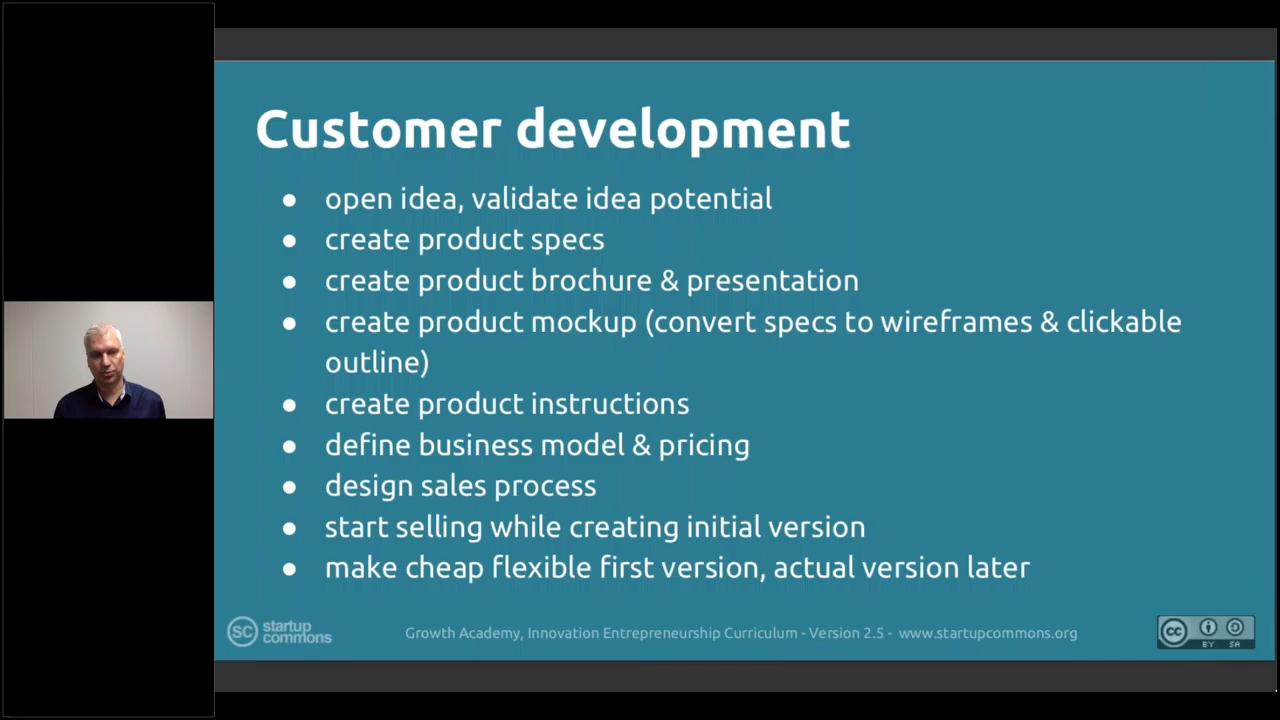 Customer development
● open idea, validate idea potential
● create product specs
● create product brochure & presentation
● create product mockup (convert specs to wireframes & clickable
outline)
● create product instructions
● define business model & pricing
● design sales process
● start selling while creating initial version
● make cheap flexible first version, actual version later
SC startup
commons
Growth Academy, Innovation Entrepreneurship Curriculum - Version 2.5 - www.startupcommons.org
cc
BY SA